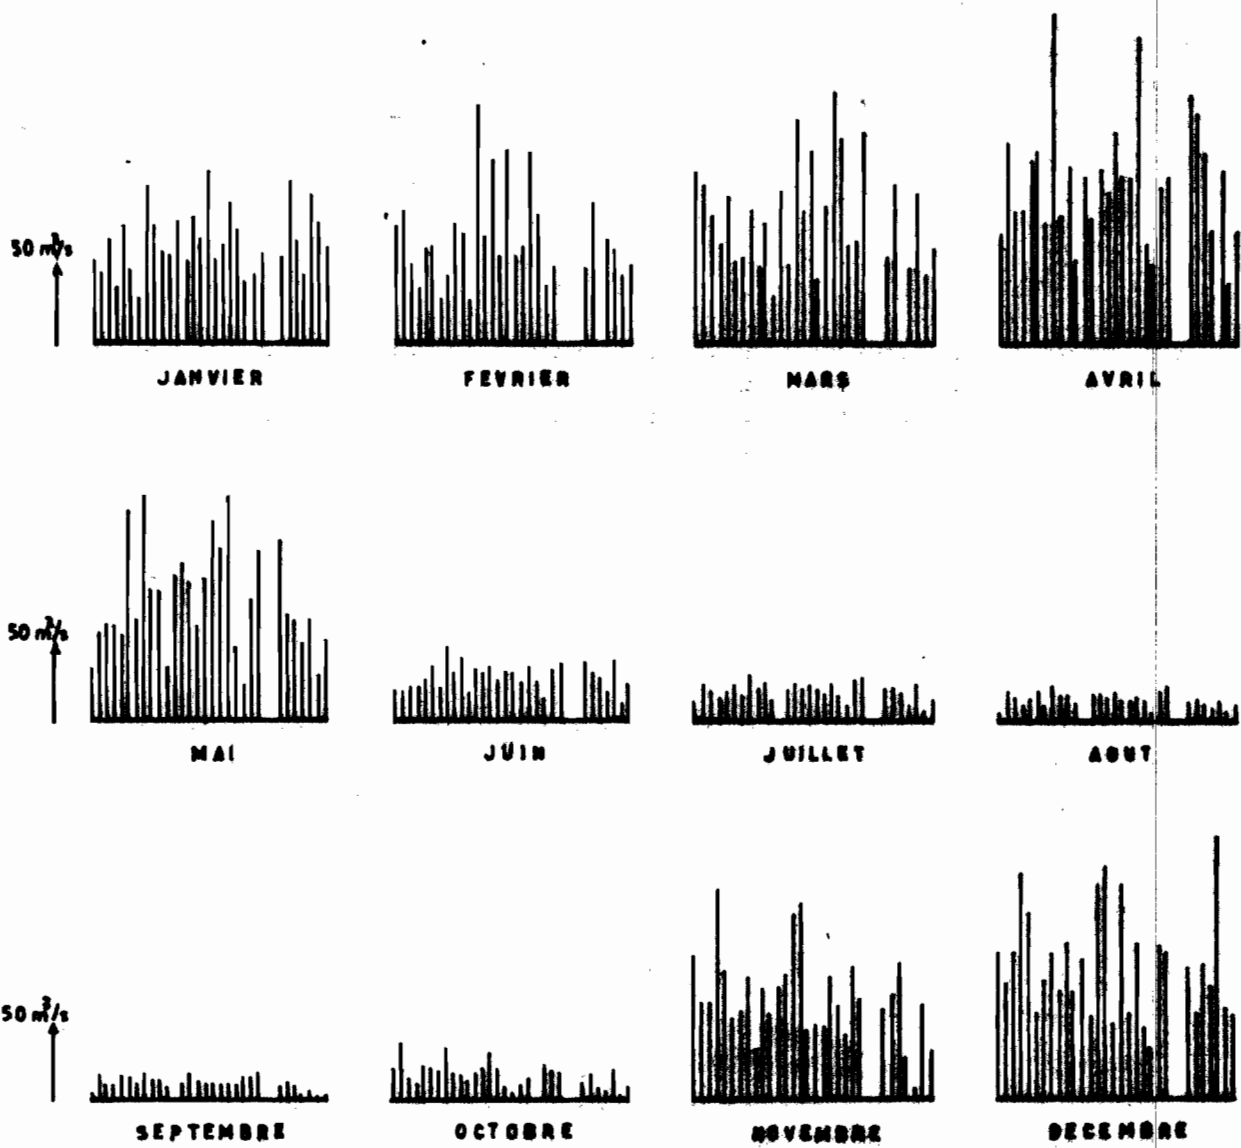 50 m³/s
JANVIER FEVRIER MARS AVRIL
50 m³/s
MAI JUIN JUILLET AOUT
50 m³/s
SEPTEMBRE OCTOBRE NOVEMBRE DECEMBRE